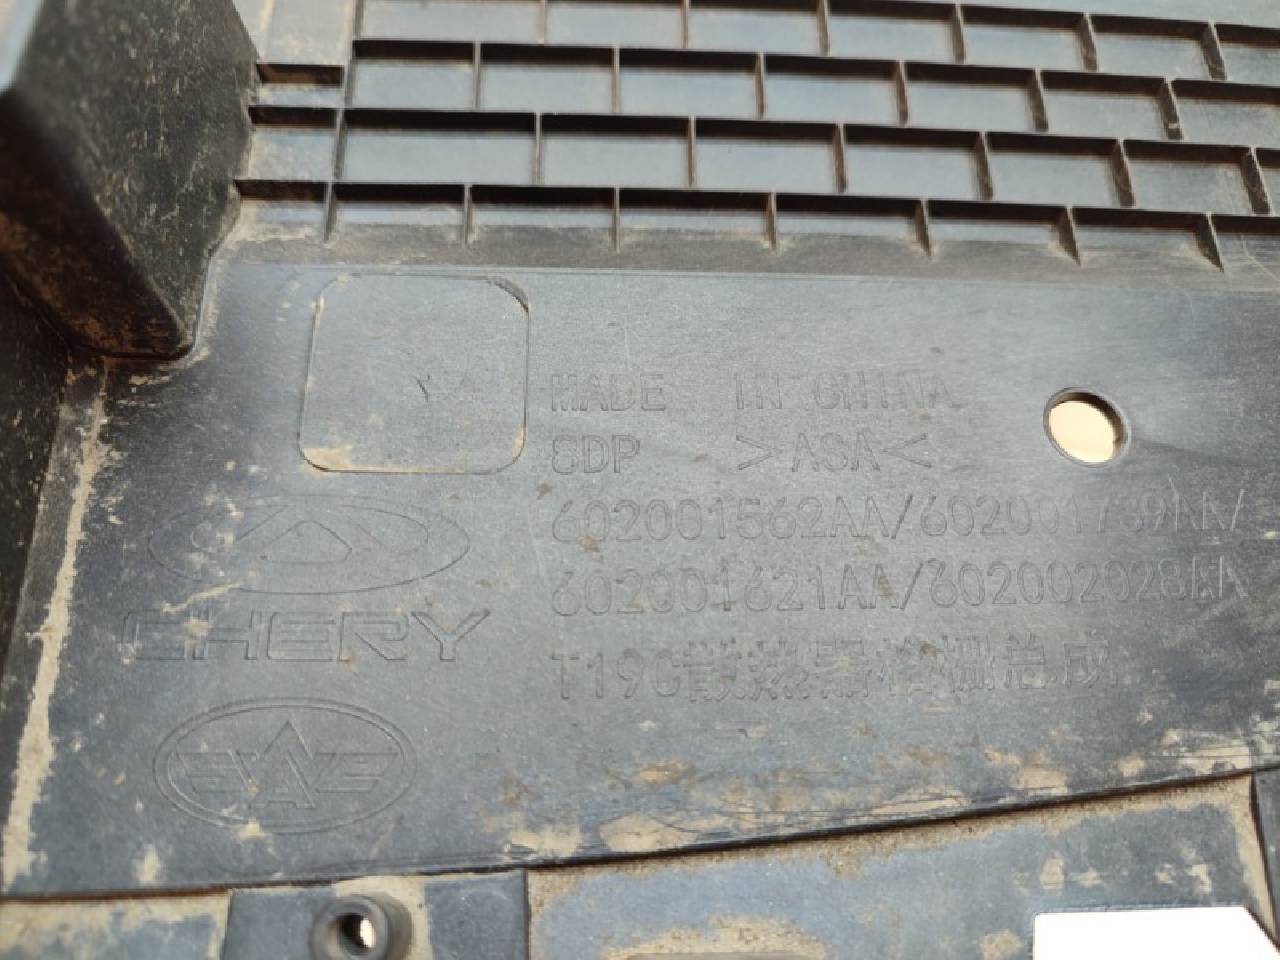 MADE IN CHINA
SDP >ASA<
602001562AA/602001789AA/
602001621AA/602002028AA
T19C散热器格栅总成
CHERY